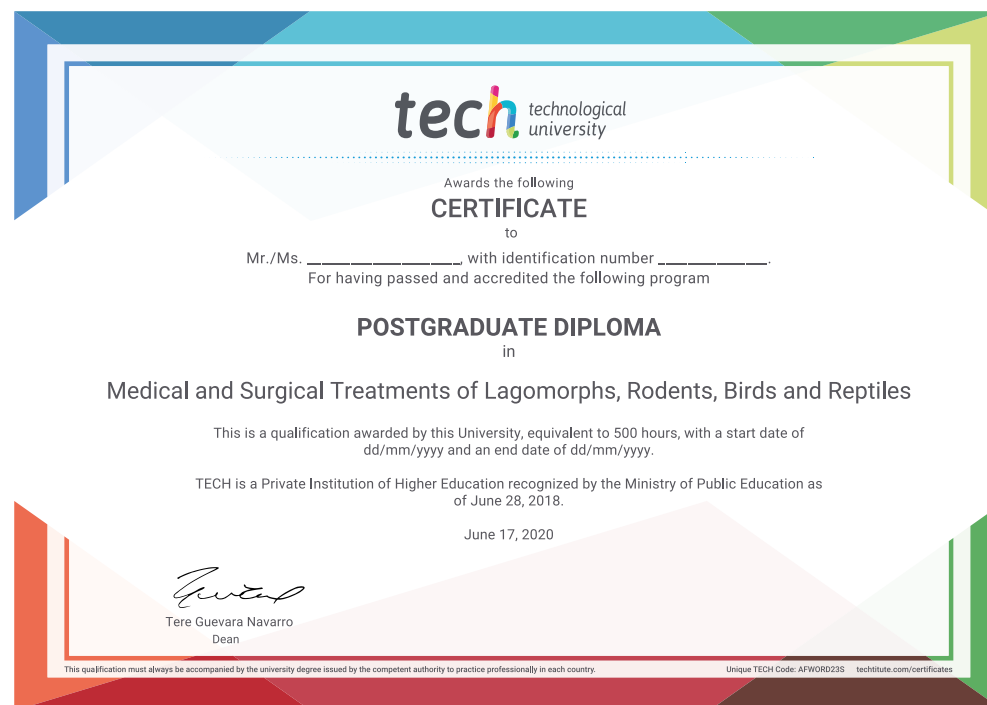 tech technological
university
Awards the following
CERTIFICATE
to
Mr./Ms. ____________________, with identification number ______________.
For having passed and accredited the following program
POSTGRADUATE DIPLOMA
in
Medical and Surgical Treatments of Lagomorphs, Rodents, Birds and Reptiles
This is a qualification awarded by this University, equivalent to 500 hours, with a start date of
dd/mm/yyyy and an end date of dd/mm/yyyy.
TECH is a Private Institution of Higher Education recognized by the Ministry of Public Education as
of June 28, 2018.
June 17, 2020
Tere Guevara Navarro
Dean
This qualification must always be accompanied by the university degree issued by the competent authority to practice professionally in each country.
Unique TECH Code: AFWORD23S techtitute.com/certificates